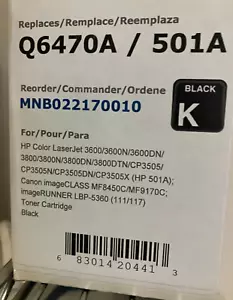 Replaces/Remplace/Reemplaza
Q6470A / 501A
Reorder/Commander/Ordene
MNB022170010
BLACK
K
For/Pour/Para
HP Color LaserJet 3600/3600N/3600DN/
3800/3800N/3800DN/3800DTN/CP3505/
CP3505N/CP3505DN/CP3505X (HP 501A);
Canon imageCLASS MF8450C/MF9170C;
imageRUNNER LBP-5360 (111/117)
Toner Cartridge
Black
6 83014 20441 3